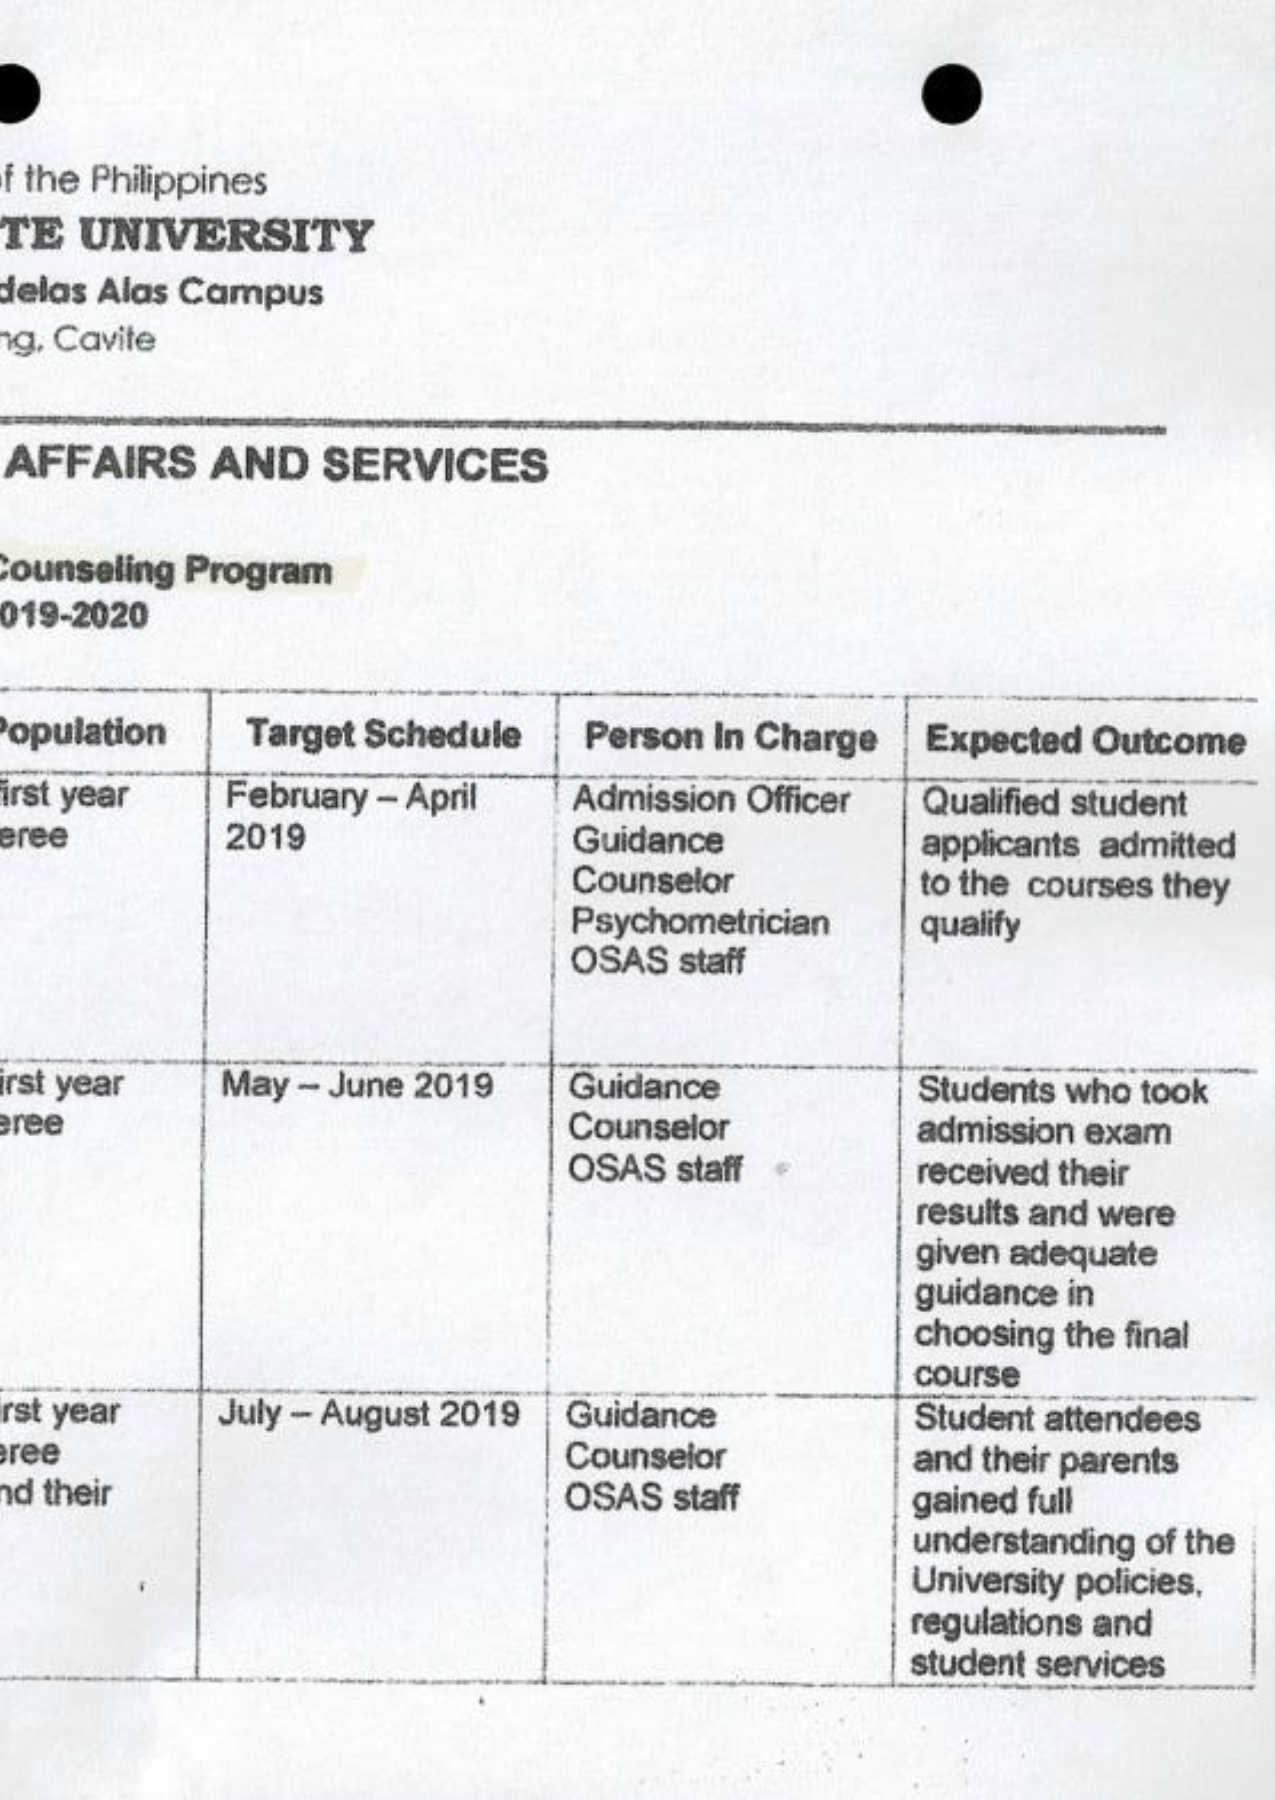 of the Philippines
TE UNIVERSITY
delas Alas Campus
ng, Cavite
AFFAIRS AND SERVICES
Counseling Program
019-2020
Population
Target Schedule
Person In Charge
Expected Outcome
first year
eree
February – April
2019
Admission Officer
Guidance
Counselor
Psychometrician
OSAS staff
Qualified student
applicants admitted
to the courses they
qualify
irst year
eree
May – June 2019
Guidance
Counselor
OSAS staff
Students who took
admission exam
received their
results and were
given adequate
guidance in
choosing the final
course
irst year
eree
nd their
July – August 2019
Guidance
Counselor
OSAS staff
Student attendees
and their parents
gained full
understanding of the
University policies,
regulations and
student services